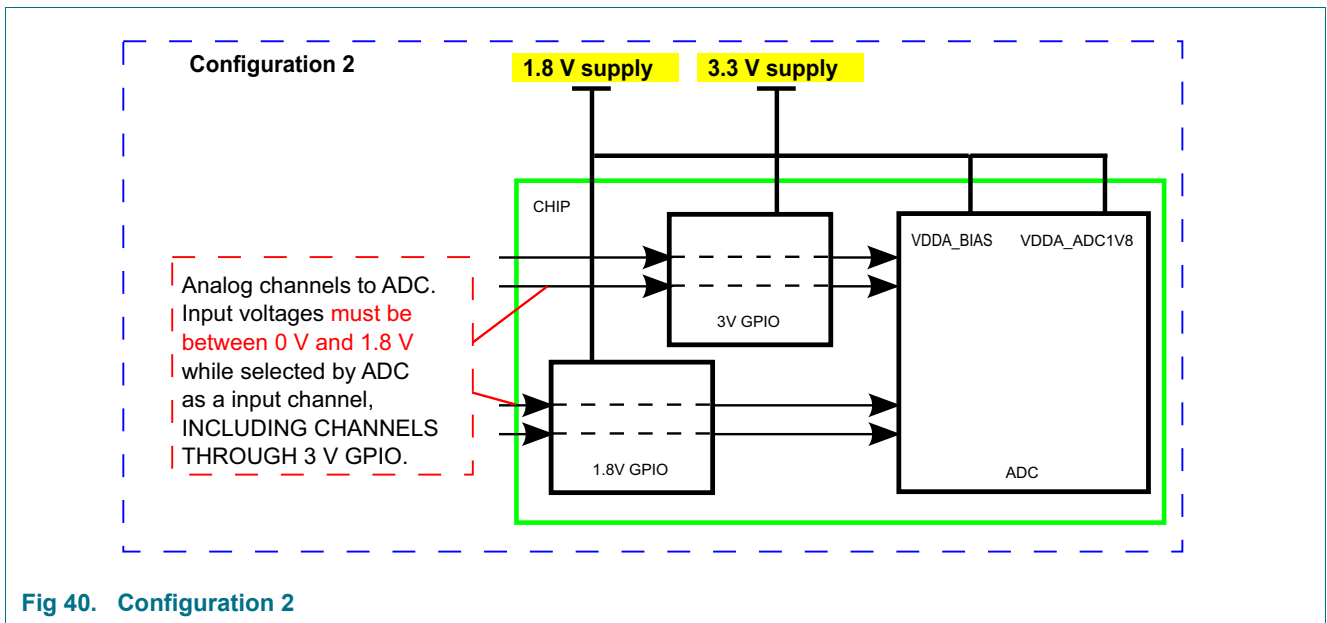 Configuration 2
1.8 V supply
3.3 V supply
CHIP
VDDA_BIAS
VDDA_ADC1V8
Analog channels to ADC.
Input voltages must be
between 0 V and 1.8 V
while selected by ADC
as a input channel,
INCLUDING CHANNELS
THROUGH 3 V GPIO.
3V GPIO
1.8V GPIO
ADC
Fig 40. Configuration 2